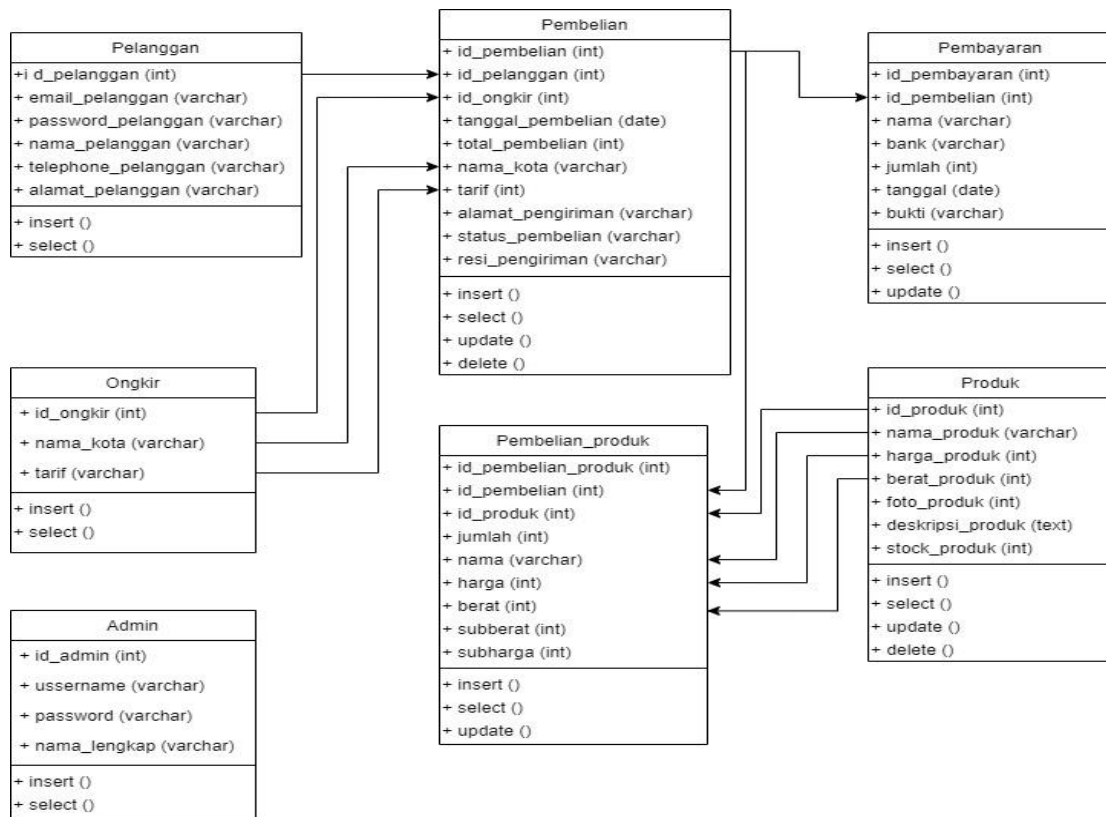 Pelanggan
+i d_pelanggan (int)
+ email_pelanggan (varchar)
+ password_pelanggan (varchar)
+ nama_pelanggan (varchar)
+ telephone_pelanggan (varchar)
+ alamat_pelanggan (varchar)
+ insert ()
+ select ()
Pembelian
+ id_pembelian (int)
+ id_pelanggan (int)
+ id_ongkir (int)
+ tanggal_pembelian (date)
+ total_pembelian (int)
+ nama_kota (varchar)
+ tarif (int)
+ alamat_pengiriman (varchar)
+ status_pembelian (varchar)
+ resi_pengiriman (varchar)
+ insert ()
+ select ()
+ update ()
+ delete ()
Pembayaran
+ id_pembayaran (int)
+ id_pembelian (int)
+ nama (varchar)
+ bank (varchar)
+ jumlah (int)
+ tanggal (date)
+ bukti (varchar)
+ insert ()
+ select ()
+ update ()
Ongkir
+ id_ongkir (int)
+ nama_kota (varchar)
+ tarif (varchar)
+ insert ()
+ select ()
Pembelian_produk
+ id_pembelian_produk (int)
+ id_pembelian (int)
+ id_produk (int)
+ jumlah (int)
+ nama (varchar)
+ harga (int)
+ berat (int)
+ subberat (int)
+ subharga (int)
+ insert ()
+ select ()
+ update ()
Produk
+ id_produk (int)
+ nama_produk (varchar)
+ harga_produk (int)
+ berat_produk (int)
+ foto_produk (int)
+ deskripsi_produk (text)
+ stock_produk (int)
+ insert ()
+ select ()
+ update ()
+ delete ()
Admin
+ id_admin (int)
+ ussername (varchar)
+ password (varchar)
+ nama_lengkap (varchar)
+ insert ()
+ select ()